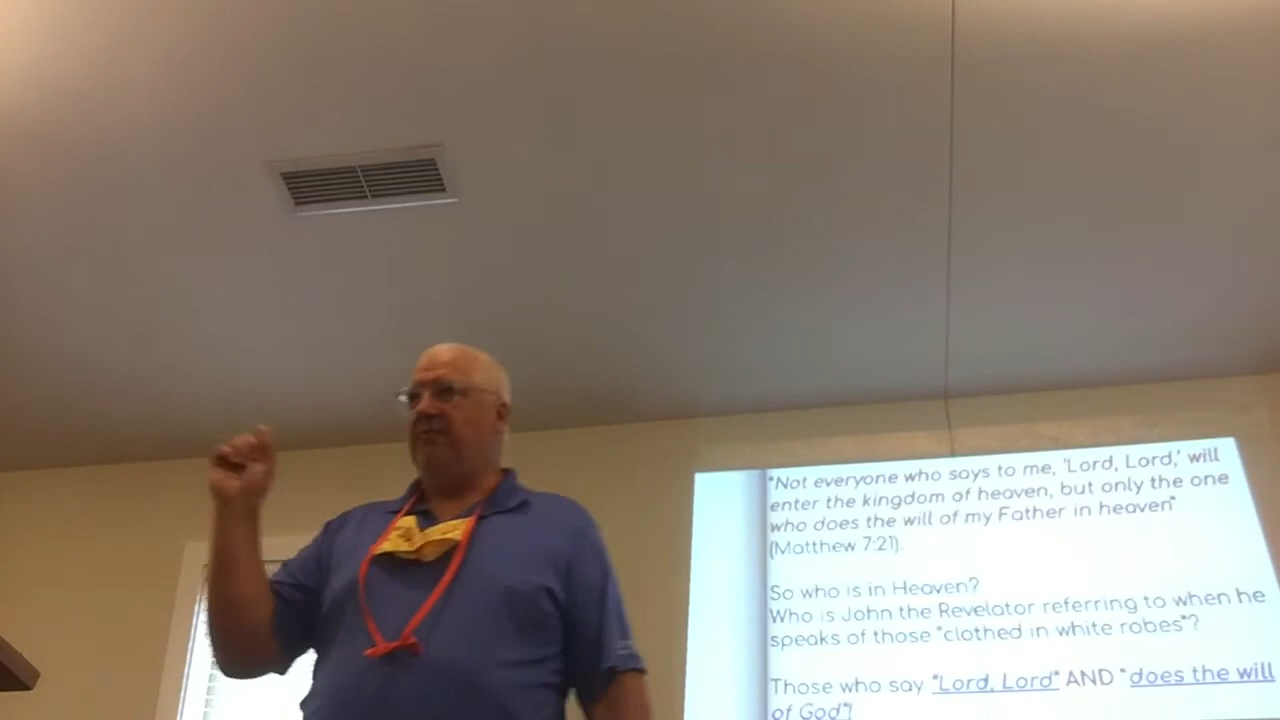 "Not everyone who says to me, 'Lord, Lord,' will
enter the kingdom of heaven, but only the one
who does the will of my Father in heaven"
(Matthew 7:21).
So who is in Heaven?
Who is John the Revelator referring to when he
speaks of those "clothed in white robes"?
Those who say "Lord, Lord" AND "does the will
of God"!